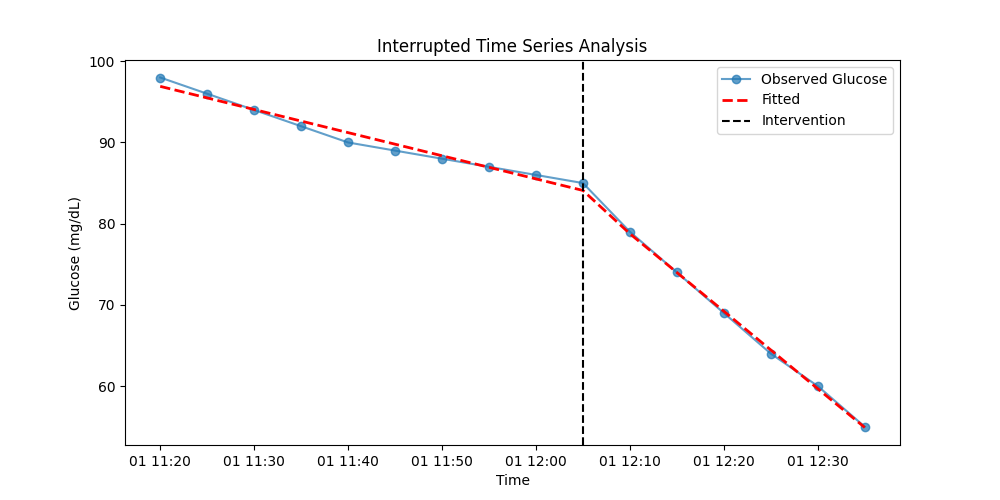 Interrupted Time Series Analysis
Observed Glucose
Fitted
Intervention
Glucose (mg/dL)
100
90
80
70
60
01 11:20 01 11:30 01 11:40 01 11:50 01 12:00 01 12:10 01 12:20 01 12:30
Time